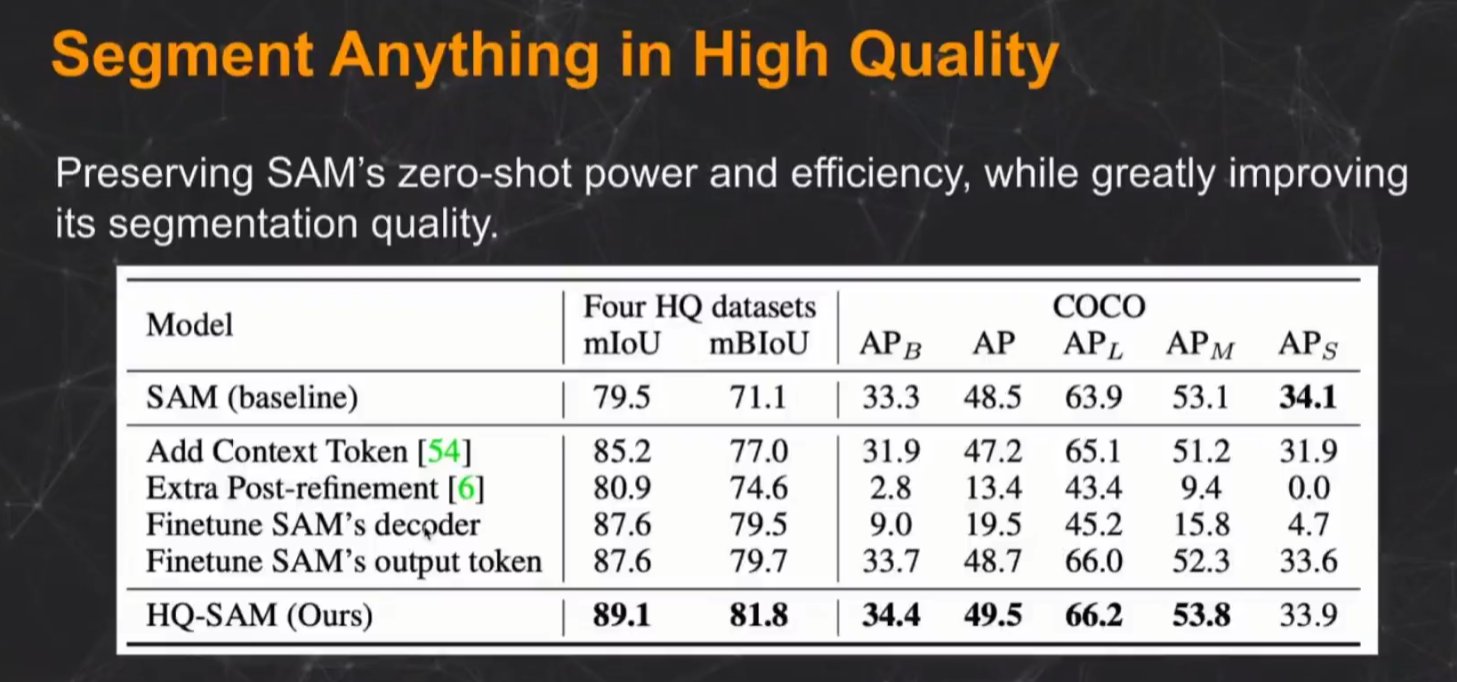 Segment Anything in High Quality
Preserving SAM's zero-shot power and efficiency, while greatly improving
its segmentation quality.
Model Four HQ datasets COCO
mIoU mBIoU AP_B AP AP_L AP_M AP_S
SAM (baseline) 79.5 71.1 33.3 48.5 63.9 53.1 34.1
Add Context Token [54] 85.2 77.0 31.9 47.2 65.1 51.2 31.9
Extra Post-refinement [6] 80.9 74.6 2.8 13.4 43.4 9.4 0.0
Finetune SAM's decoder 87.6 79.5 9.0 19.5 45.2 15.8 4.7
Finetune SAM's output token 87.6 79.7 33.7 48.7 66.0 52.3 33.6
HQ-SAM (Ours) 89.1 81.8 34.4 49.5 66.2 53.8 33.9